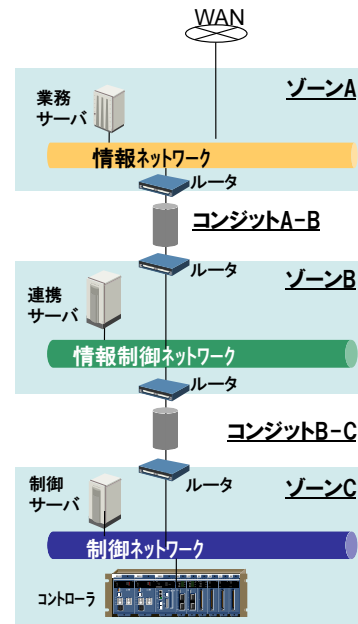 WAN
ゾーンA
業務
サーバ
情報ネットワーク
ルータ
コンジットA-B
ルータ
ゾーンB
連携
サーバ
情報制御ネットワーク
ルータ
コンジットB-C
ルータ
ゾーンC
制御
サーバ
制御ネットワーク
コントローラ